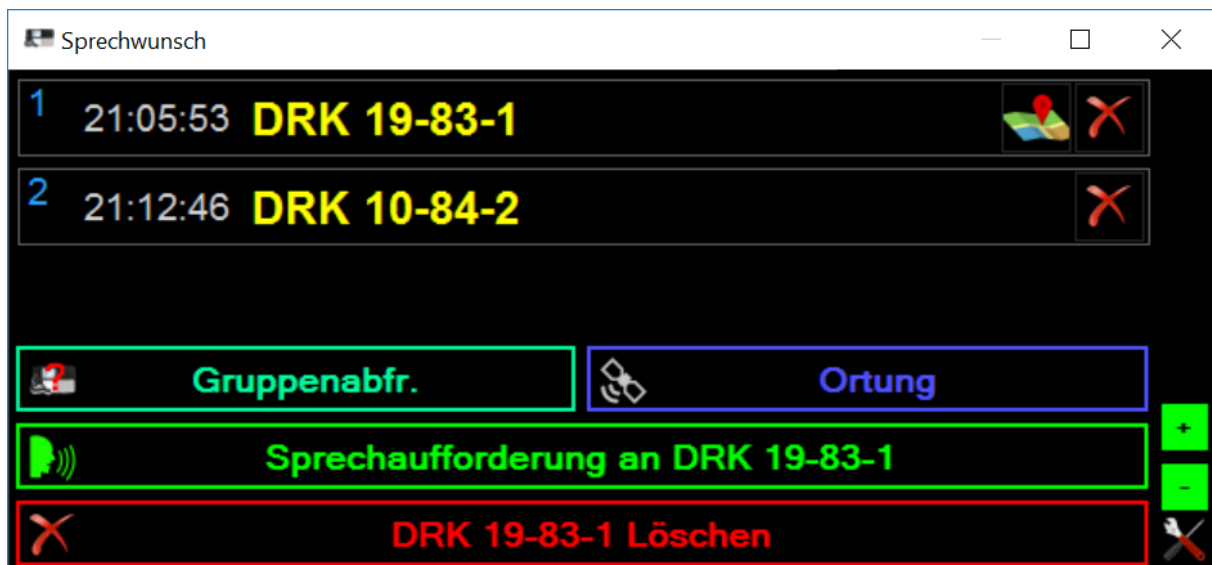 Sprechwunsch
1 21:05:53 DRK 19-83-1
2 21:12:46 DRK 10-84-2
? Gruppenabfr. Ortung
Sprechaufforderung an DRK 19-83-1
+
-
DRK 19-83-1 Löschen